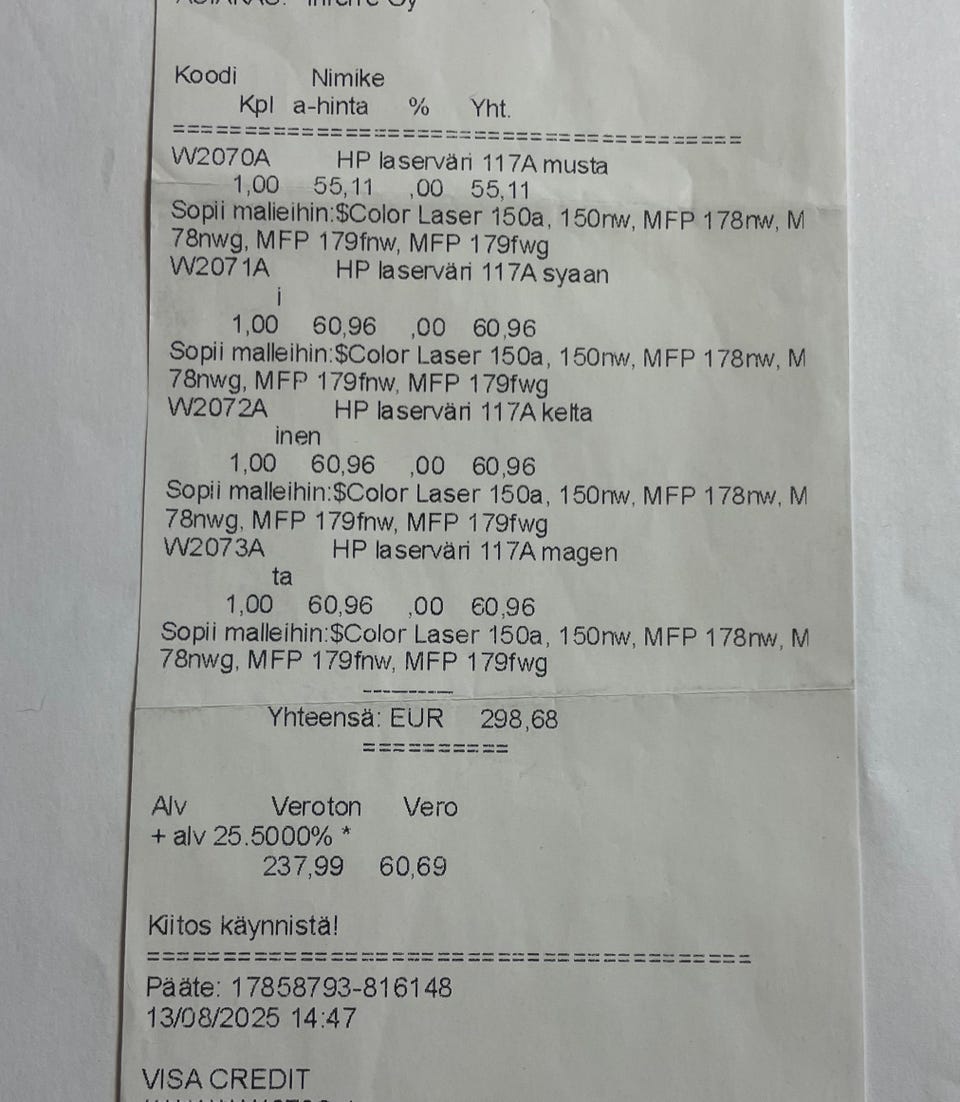 Koodi Nimike
Kpl a-hinta % Yht.
========================================
W2070A HP laserväri 117A musta
1,00 55,11 ,00 55,11
Sopii malleihin:$Color Laser 150a, 150nw, MFP 178nw, M
78nwg, MFP 179fnw, MFP 179fwg
W2071A HP laserväri 117A syaan
i
1,00 60,96 ,00 60,96
Sopii malleihin:$Color Laser 150a, 150nw, MFP 178nw, M
78nwg, MFP 179fnw, MFP 179fwg
W2072A HP laserväri 117A kelta
inen
1,00 60,96 ,00 60,96
Sopii malleihin:$Color Laser 150a, 150nw, MFP 178nw, M
78nwg, MFP 179fnw, MFP 179fwg
W2073A HP laserväri 117A magen
ta
1,00 60,96 ,00 60,96
Sopii malleihin:$Color Laser 150a, 150nw, MFP 178nw, M
78nwg, MFP 179fnw, MFP 179fwg
--------
Yhteensä: EUR 298,68
==========
Alv Veroton Vero
+ alv 25.5000% *
237,99 60,69
Kiitos käynnistä!
========================================
Pääte: 17858793-816148
13/08/2025 14:47
VISA CREDIT